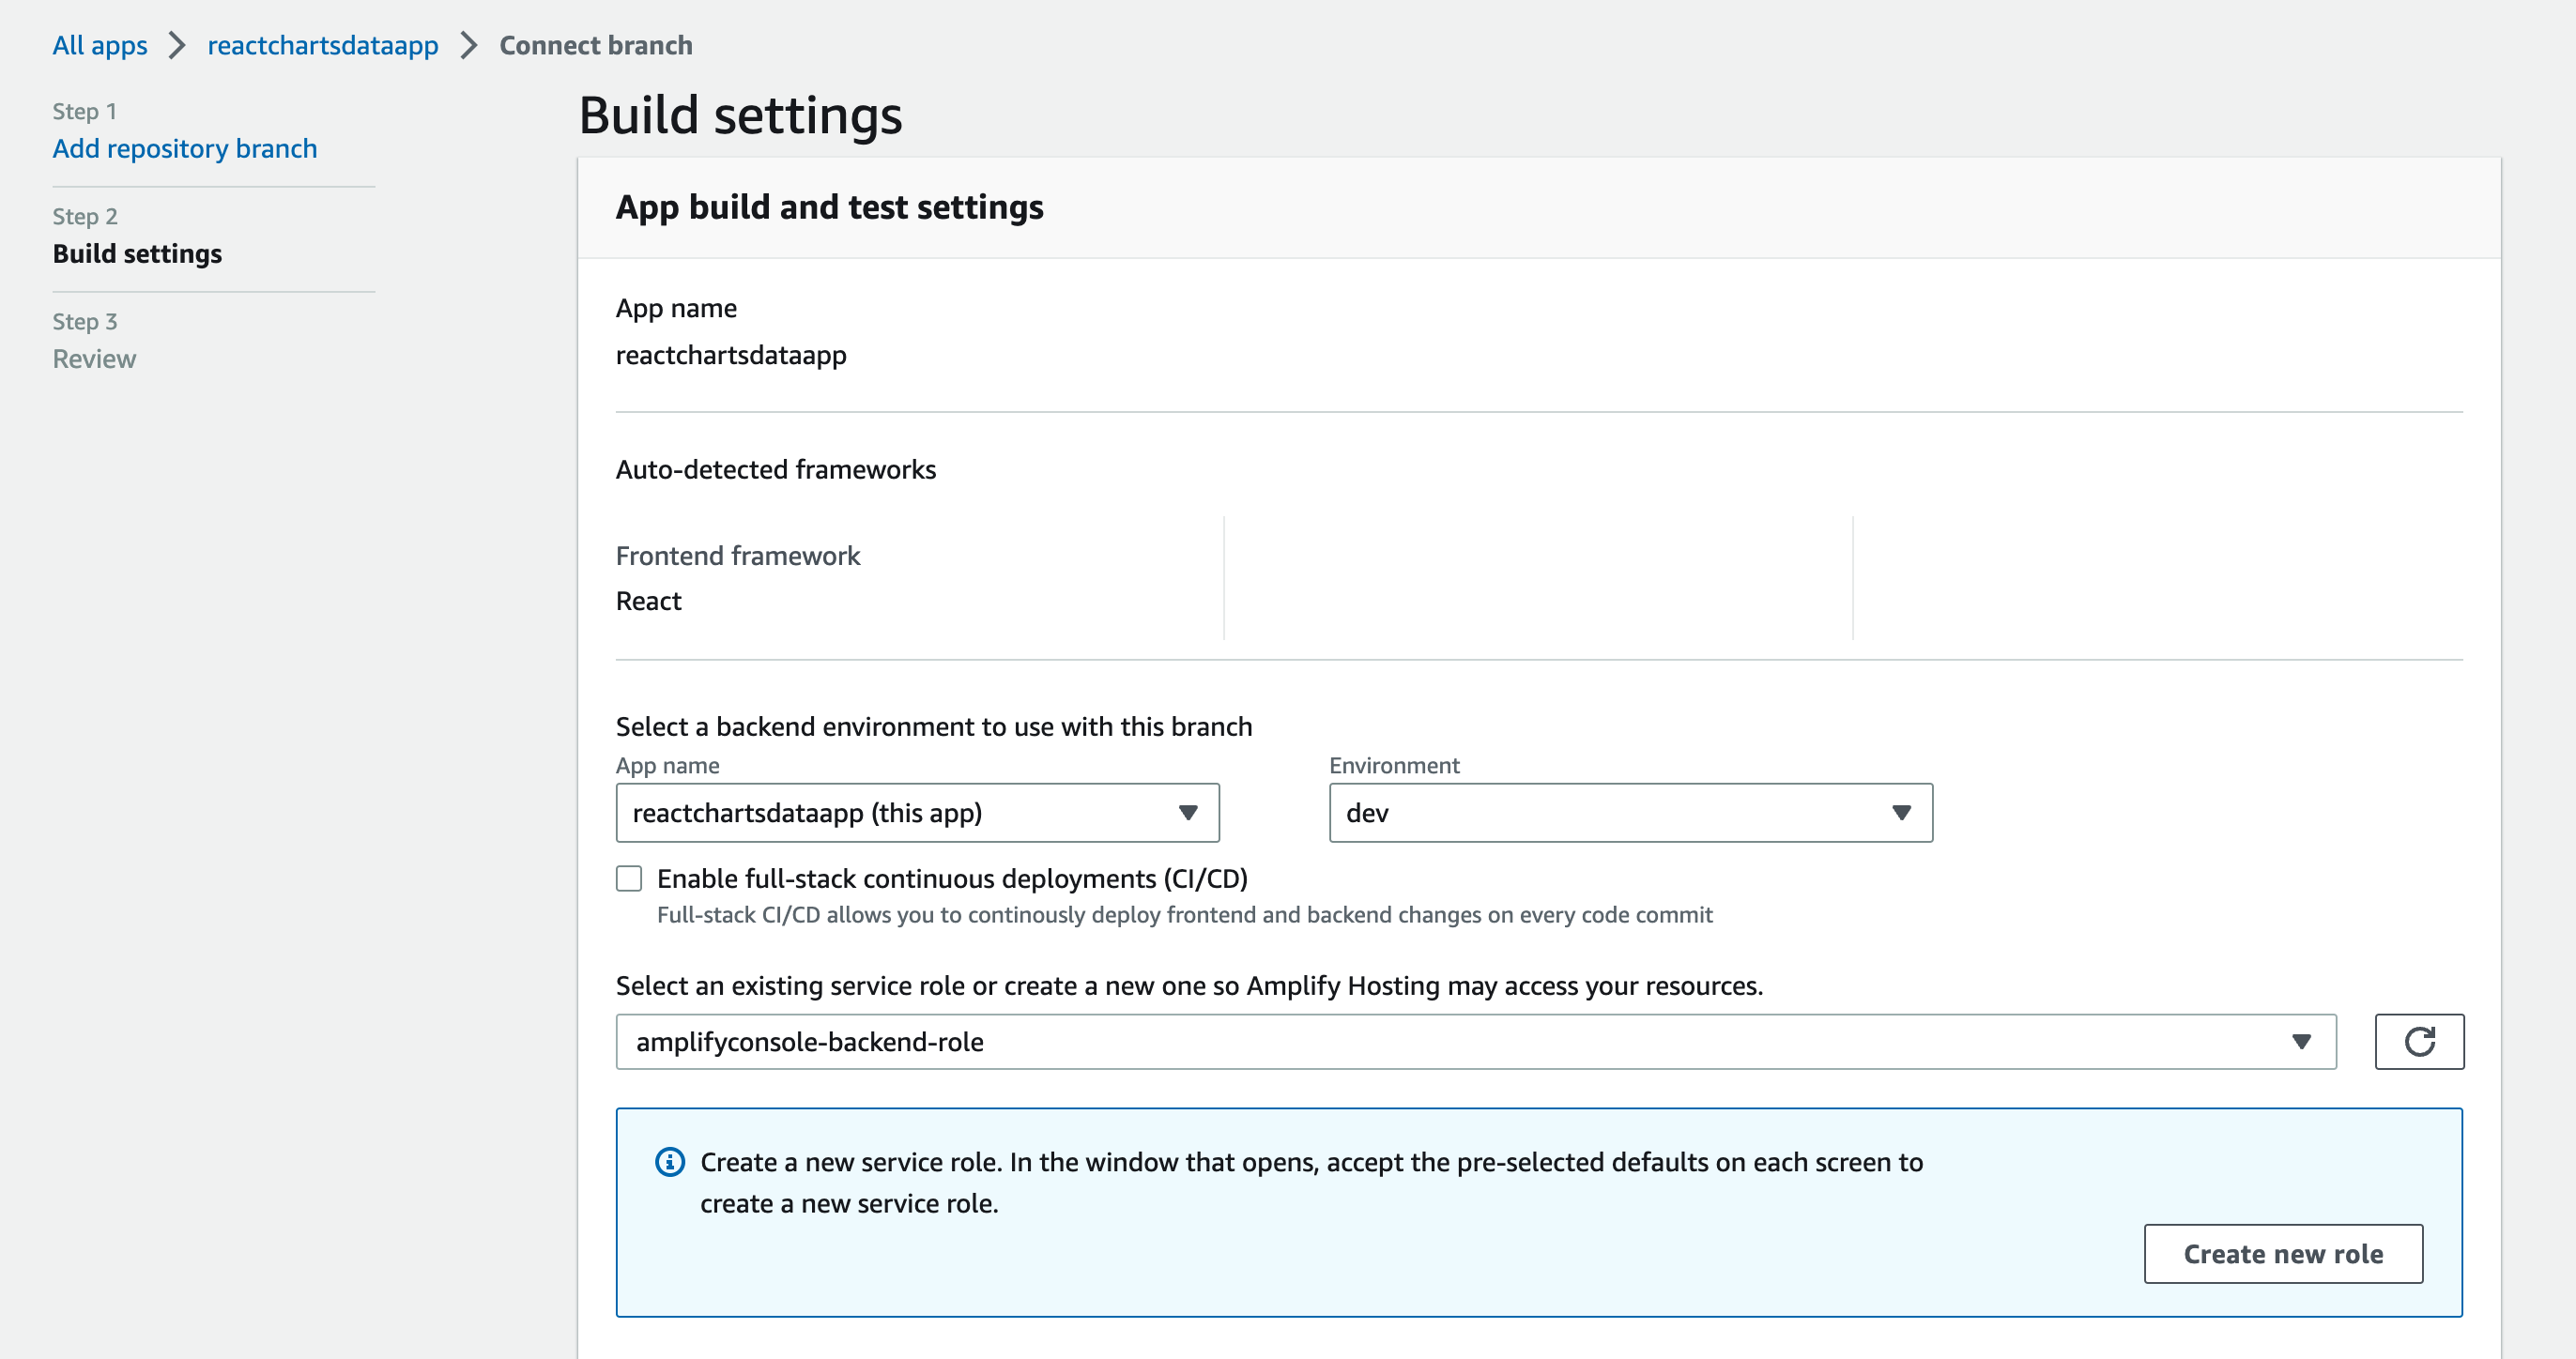 All apps > reactchartsdataapp > Connect branch
Step 1
Add repository branch
Step 2
Build settings
Step 3
Review
Build settings
App build and test settings
App name
reactchartsdataapp
Auto-detected frameworks
Frontend framework
React
Select a backend environment to use with this branch
App name
Environment
reactchartsdataapp (this app)
dev
Enable full-stack continuous deployments (CI/CD)
Full-stack CI/CD allows you to continously deploy frontend and backend changes on every code commit
Select an existing service role or create a new one so Amplify Hosting may access your resources.
amplifyconsole-backend-role
Create a new service role. In the window that opens, accept the pre-selected defaults on each screen to
create a new service role.
Create new role